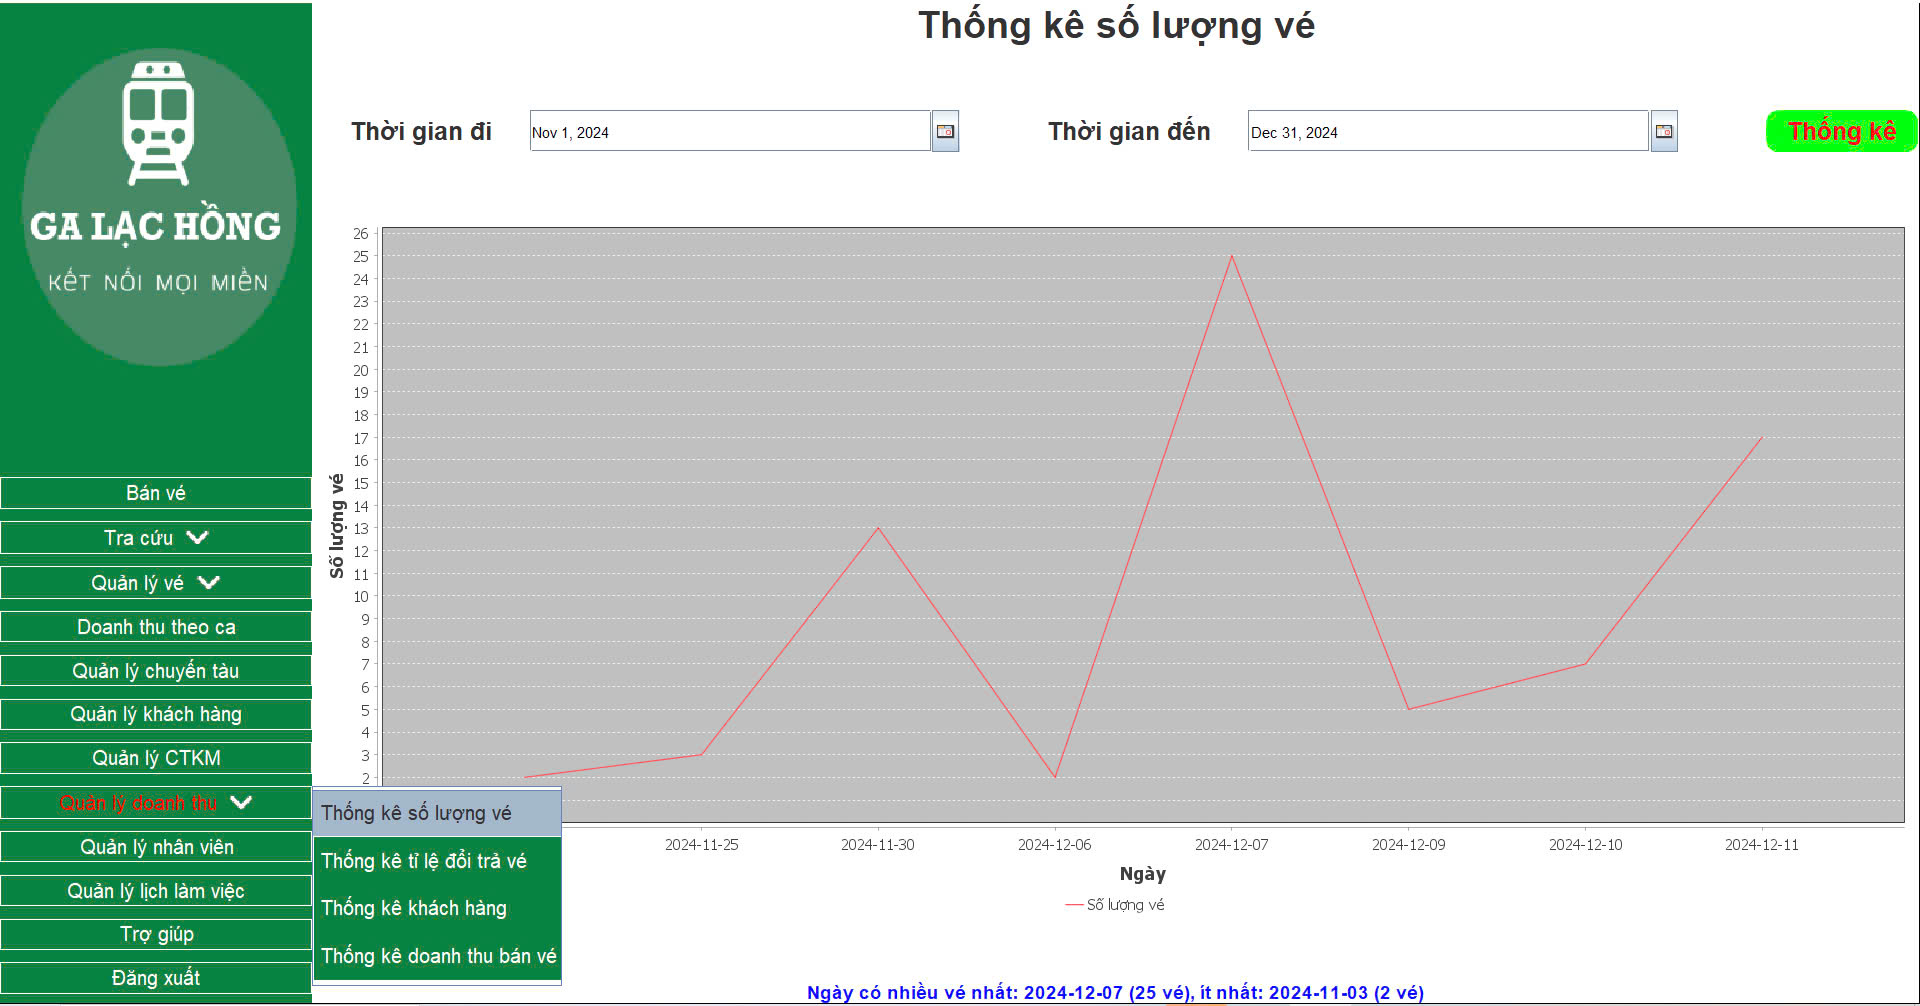 Thống kê số lượng vé
GA LẠC HỒNG
KẾT NỐI MỌI MIỀN
Thời gian đi
Nov 1, 2024
Thời gian đến
Dec 31, 2024
Thống kê
Bán vé
Tra cứu
Quản lý vé
Doanh thu theo ca
Quản lý chuyến tàu
Quản lý khách hàng
Quản lý CTKM
Quản lý doanh thu
Quản lý nhân viên
Quản lý lịch làm việc
Trợ giúp
Đăng xuất
Thống kê số lượng vé
Thống kê tỉ lệ đổi trả vé
Thống kê khách hàng
Thống kê doanh thu bán vé
Số lượng vé
26
25
24
23
22
21
20
19
18
17
16
15
14
13
12
11
10
9
8
7
6
5
4
3
2
2024-11-25
2024-11-30
2024-12-06
2024-12-07
2024-12-09
2024-12-10
2024-12-11
Ngày
Số lượng vé
Ngày có nhiều vé nhất: 2024-12-07 (25 vé), ít nhất: 2024-11-03 (2 vé)